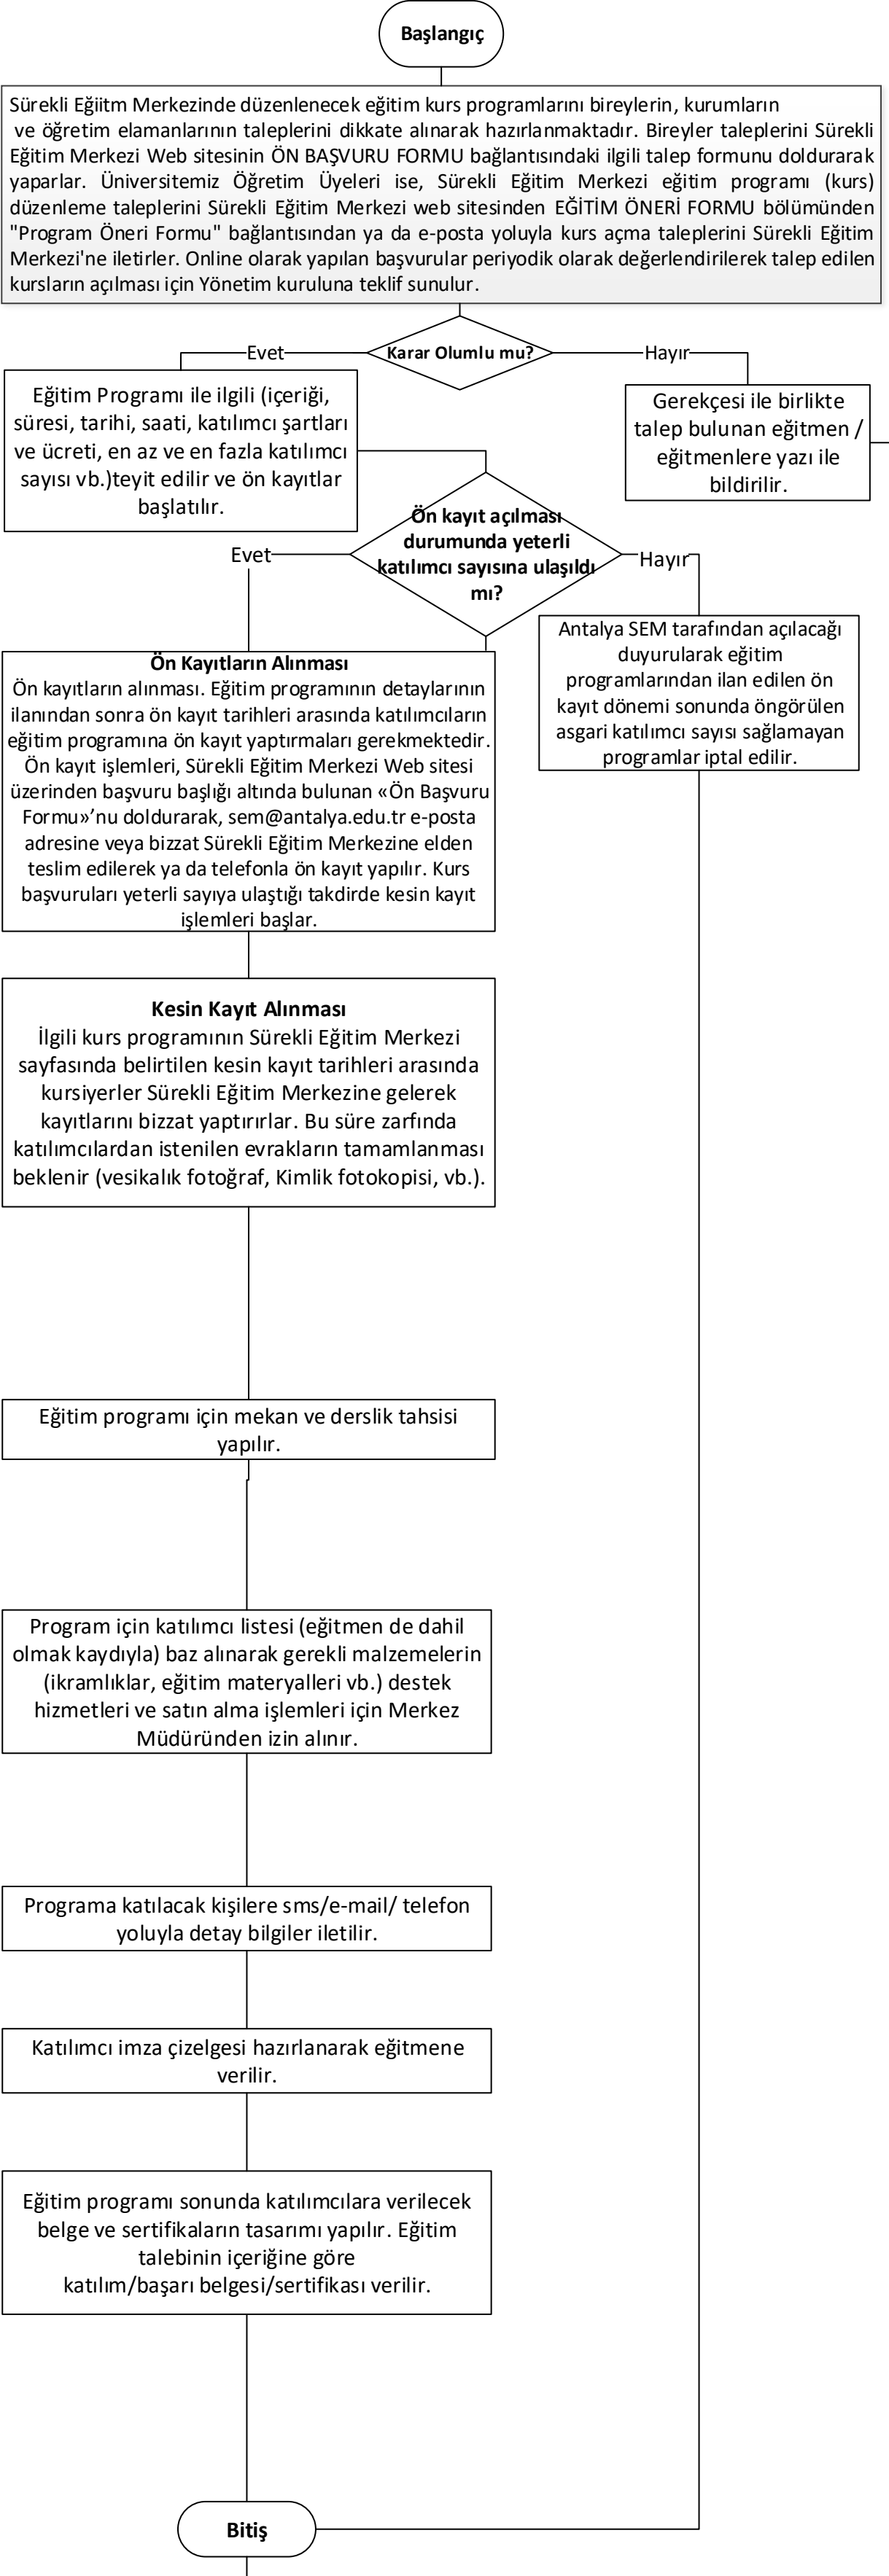 Başlangıç
Sürekli Eğiitm Merkezinde düzenlenecek eğitim kurs programlarını bireylerin, kurumların
ve öğretim elamanlarının taleplerini dikkate alınarak hazırlanmaktadır. Bireyler taleplerini Sürekli
Eğitim Merkezi Web sitesinin ÖN BAŞVURU FORMU bağlantısındaki ilgili talep formunu doldurarak
yaparlar. Üniversitemiz Öğretim Üyeleri ise, Sürekli Eğitim Merkezi eğitim programı (kurs)
düzenleme taleplerini Sürekli Eğitim Merkezi web sitesinden EĞİTİM ÖNERİ FORMU bölümünden
"Program Öneri Formu" bağlantısından ya da e-posta yoluyla kurs açma taleplerini Sürekli Eğitim
Merkezi'ne iletirler. Online olarak yapılan başvurular periyodik olarak değerlendirilerek talep edilen
kursların açılması için Yönetim kuruluna teklif sunulur.
Evet
Karar Olumlu mu?
Hayır
Eğitim Programı ile ilgili (içeriği,
süresi, tarihi, saati, katılımcı şartları
ve ücreti, en az ve en fazla katılımcı
sayısı vb.)teyit edilir ve ön kayıtlar
başlatılır.
Gerekçesi ile birlikte
talep bulunan eğitmen /
eğitmenlere yazı ile
bildirilir.
Ön kayıt açılması
durumunda yeterli
katılımcı sayısına ulaşıldı
mı?
Evet
Hayır
Antalya SEM tarafından açılacağı
duyurularak eğitim
programlarından ilan edilen ön
kayıt dönemi sonunda öngörülen
asgari katılımcı sayısı sağlamayan
programlar iptal edilir.
Ön Kayıtların Alınması
Ön kayıtların alınması. Eğitim programının detaylarının
ilanından sonra ön kayıt tarihleri arasında katılımcıların
eğitim programına ön kayıt yaptırmaları gerekmektedir.
Ön kayıt işlemleri, Sürekli Eğitim Merkezi Web sitesi
üzerinden başvuru başlığı altında bulunan «Ön Başvuru
Formu»’nu doldurarak, sem@antalya.edu.tr e-posta
adresine veya bizzat Sürekli Eğitim Merkezine elden
teslim edilerek ya da telefonla ön kayıt yapılır. Kurs
başvuruları yeterli sayıya ulaştığı takdirde kesin kayıt
işlemleri başlar.
Kesin Kayıt Alınması
İlgili kurs programının Sürekli Eğitim Merkezi
sayfasında belirtilen kesin kayıt tarihleri arasında
kursiyerler Sürekli Eğitim Merkezine gelerek
kayıtlarını bizzat yaptırırlar. Bu süre zarfında
katılımcılardan istenilen evrakların tamamlanması
beklenir (vesikalık fotoğraf, Kimlik fotokopisi, vb.).
Eğitim programı için mekan ve derslik tahsisi
yapılır.
Program için katılımcı listesi (eğitmen de dahil
olmak kaydıyla) baz alınarak gerekli malzemelerin
(ikramlıklar, eğitim materyalleri vb.) destek
hizmetleri ve satın alma işlemleri için Merkez
Müdüründen izin alınır.
Programa katılacak kişilere sms/e-mail/ telefon
yoluyla detay bilgiler iletilir.
Katılımcı imza çizelgesi hazırlanarak eğitmene
verilir.
Eğitim programı sonunda katılımcılara verilecek
belge ve sertifikaların tasarımı yapılır. Eğitim
talebinin içeriğine göre
katılım/başarı belgesi/sertifikası verilir.
Bitiş